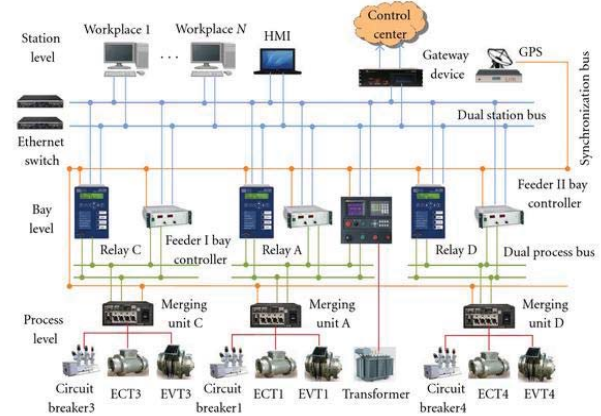 Station
level
Workplace 1
. . .
Workplace N
HMI
Control
center
Gateway
device
GPS
Synchronization bus
Dual station bus
Ethernet
switch
Feeder II bay
controller
Bay
level
Relay C
Feeder I bay
controller
Relay A
Relay D
Dual process bus
Process
level
Merging
unit C
Merging
unit A
Merging
unit D
Circuit
breaker3
ECT3
EVT3
Circuit
breaker1
ECT1
EVT1
Transformer
Circuit
breaker4
ECT4
EVT4